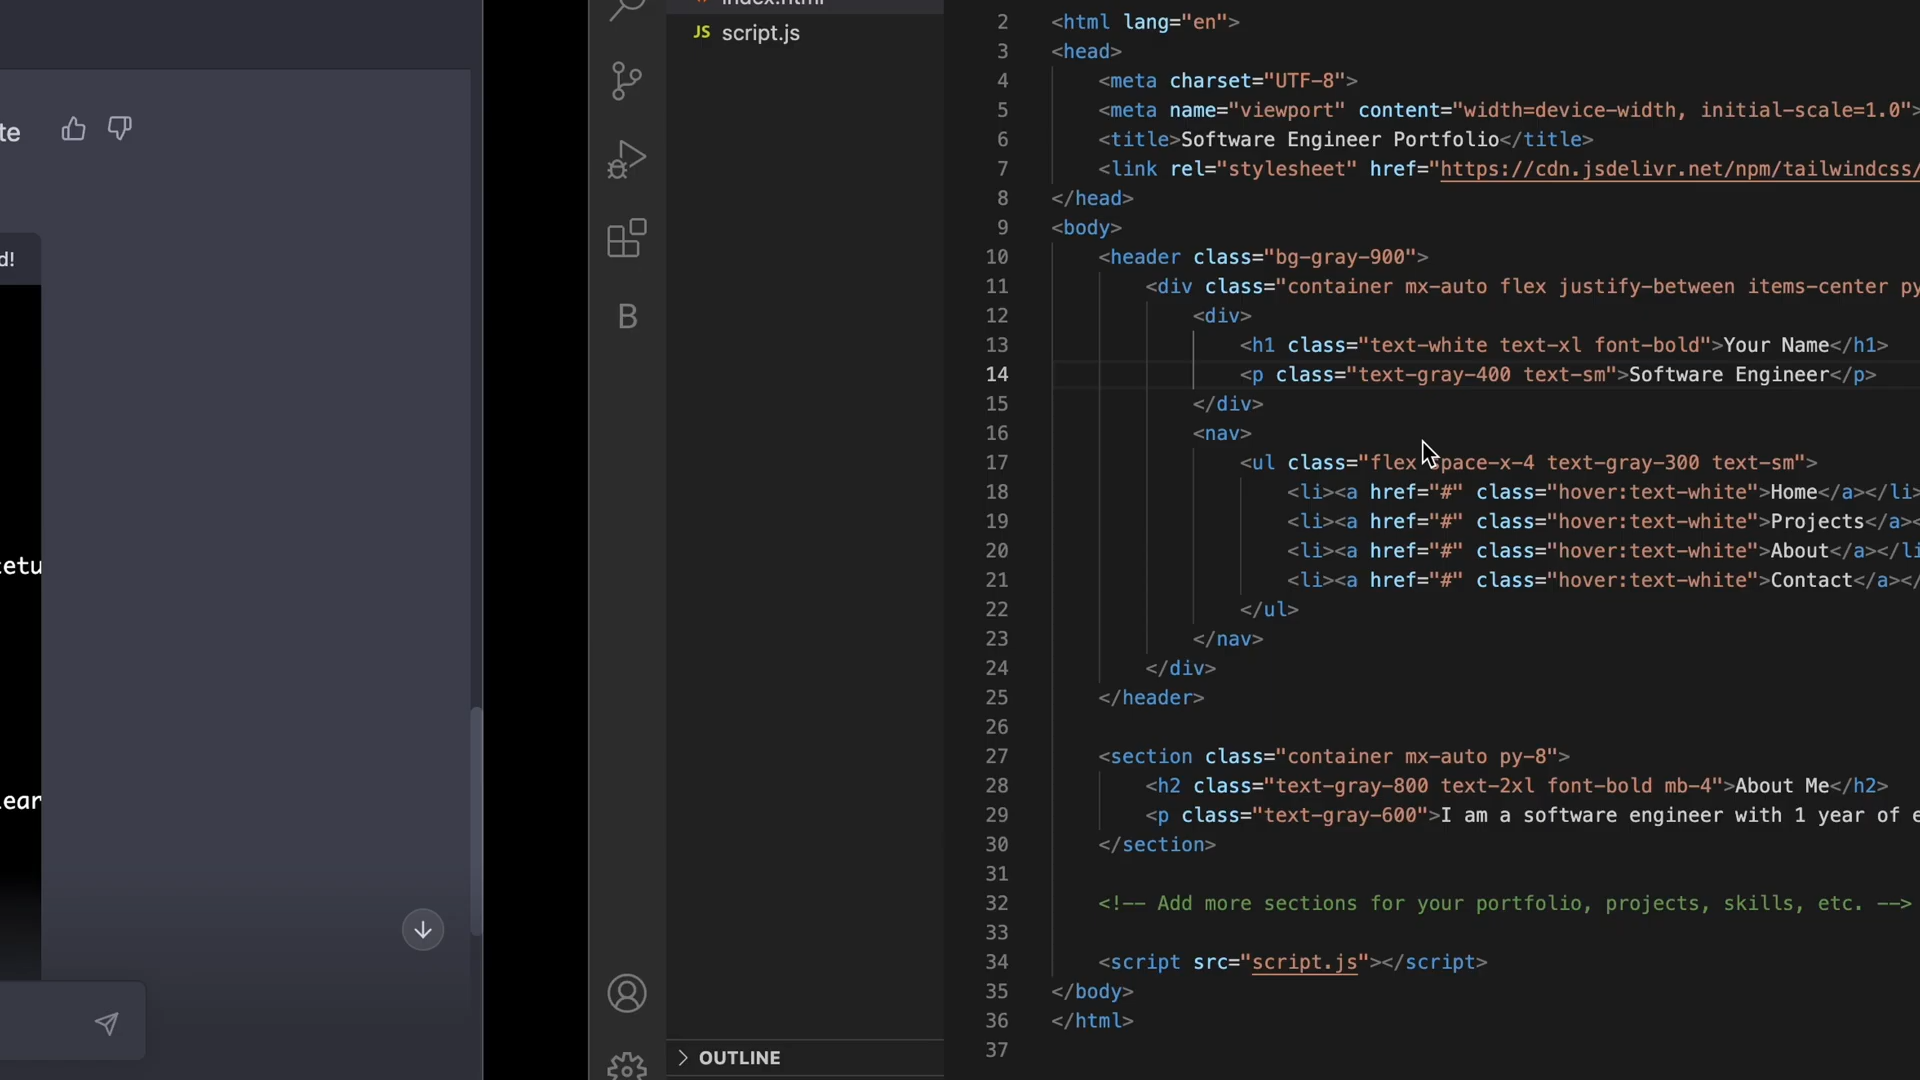 te
d!
etu
ear
index.html
JS script.js
B
OUTLINE
2 <html lang="en">
3 <head>
4 <meta charset="UTF-8">
5 <meta name="viewport" content="width=device-width, initial-scale=1.0">
6 <title>Software Engineer Portfolio</title>
7 <link rel="stylesheet" href="https://cdn.jsdelivr.net/npm/tailwindcss/
8 </head>
9 <body>
10 <header class="bg-gray-900">
11 <div class="container mx-auto flex justify-between items-center py
12 <div>
13 <h1 class="text-white text-xl font-bold">Your Name</h1>
14 <p class="text-gray-400 text-sm">Software Engineer</p>
15 </div>
16 <nav>
17 <ul class="flex space-x-4 text-gray-300 text-sm">
18 <li><a href="#" class="hover:text-white">Home</a></li>
19 <li><a href="#" class="hover:text-white">Projects</a><
20 <li><a href="#" class="hover:text-white">About</a></li
21 <li><a href="#" class="hover:text-white">Contact</a></
22 </ul>
23 </nav>
24 </div>
25 </header>
26
27 <section class="container mx-auto py-8">
28 <h2 class="text-gray-800 text-2xl font-bold mb-4">About Me</h2>
29 <p class="text-gray-600">I am a software engineer with 1 year of e
30 </section>
31
32 <!-- Add more sections for your portfolio, projects, skills, etc. -->
33
34 <script src="script.js"></script>
35 </body>
36 </html>
37